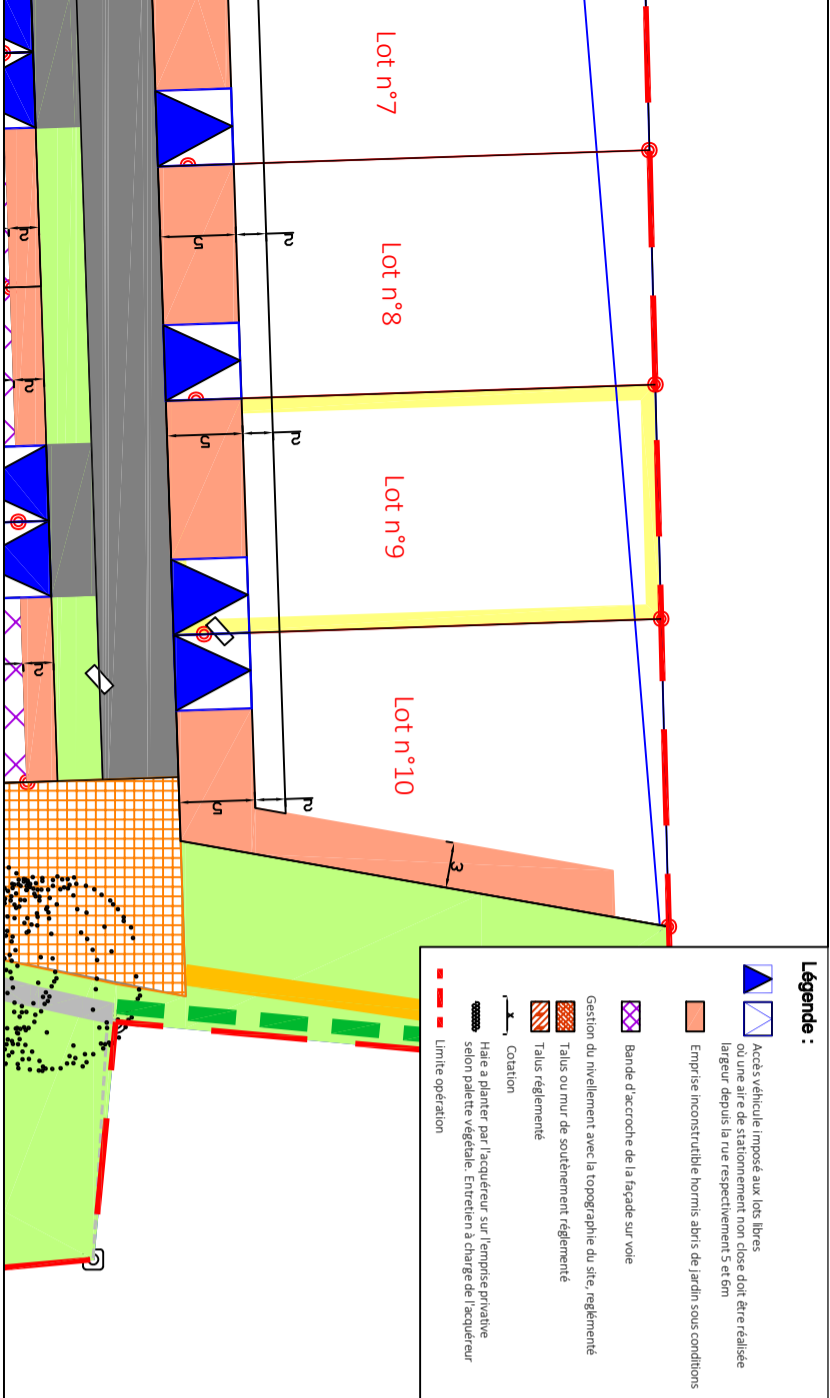 Lot n°7
Lot n°8
Lot n°9
Lot n°10
5
2
5
2
5
2
3
2
2
2
Légende :
Accès véhicule imposé aux lots libres
où une aire de stationnement non close doit être réalisée
largeur depuis la rue respectivement 5 et 6m
Emprise inconstrutible hormis abris de jardin sous conditions
Bande d'accroche de la façade sur voie
Gestion du nivellement avec la topographie du site, reglémenté
Talus ou mur de soutènement réglementé
Talus réglementé
x
Cotation
Haie a planter par l'acquéreur sur l'emprise privative
selon palette végétale. Entretien à charge de l'acquéreur
Limite opération